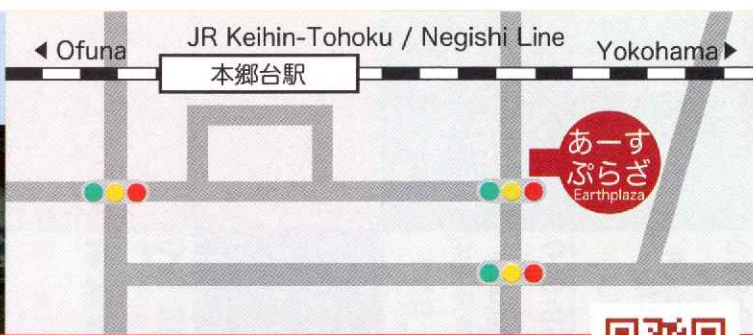 ◀ Ofuna
JR Keihin-Tohoku / Negishi Line
Yokohama ▶
本郷台駅
あーす
ぷらざ
Earthplaza